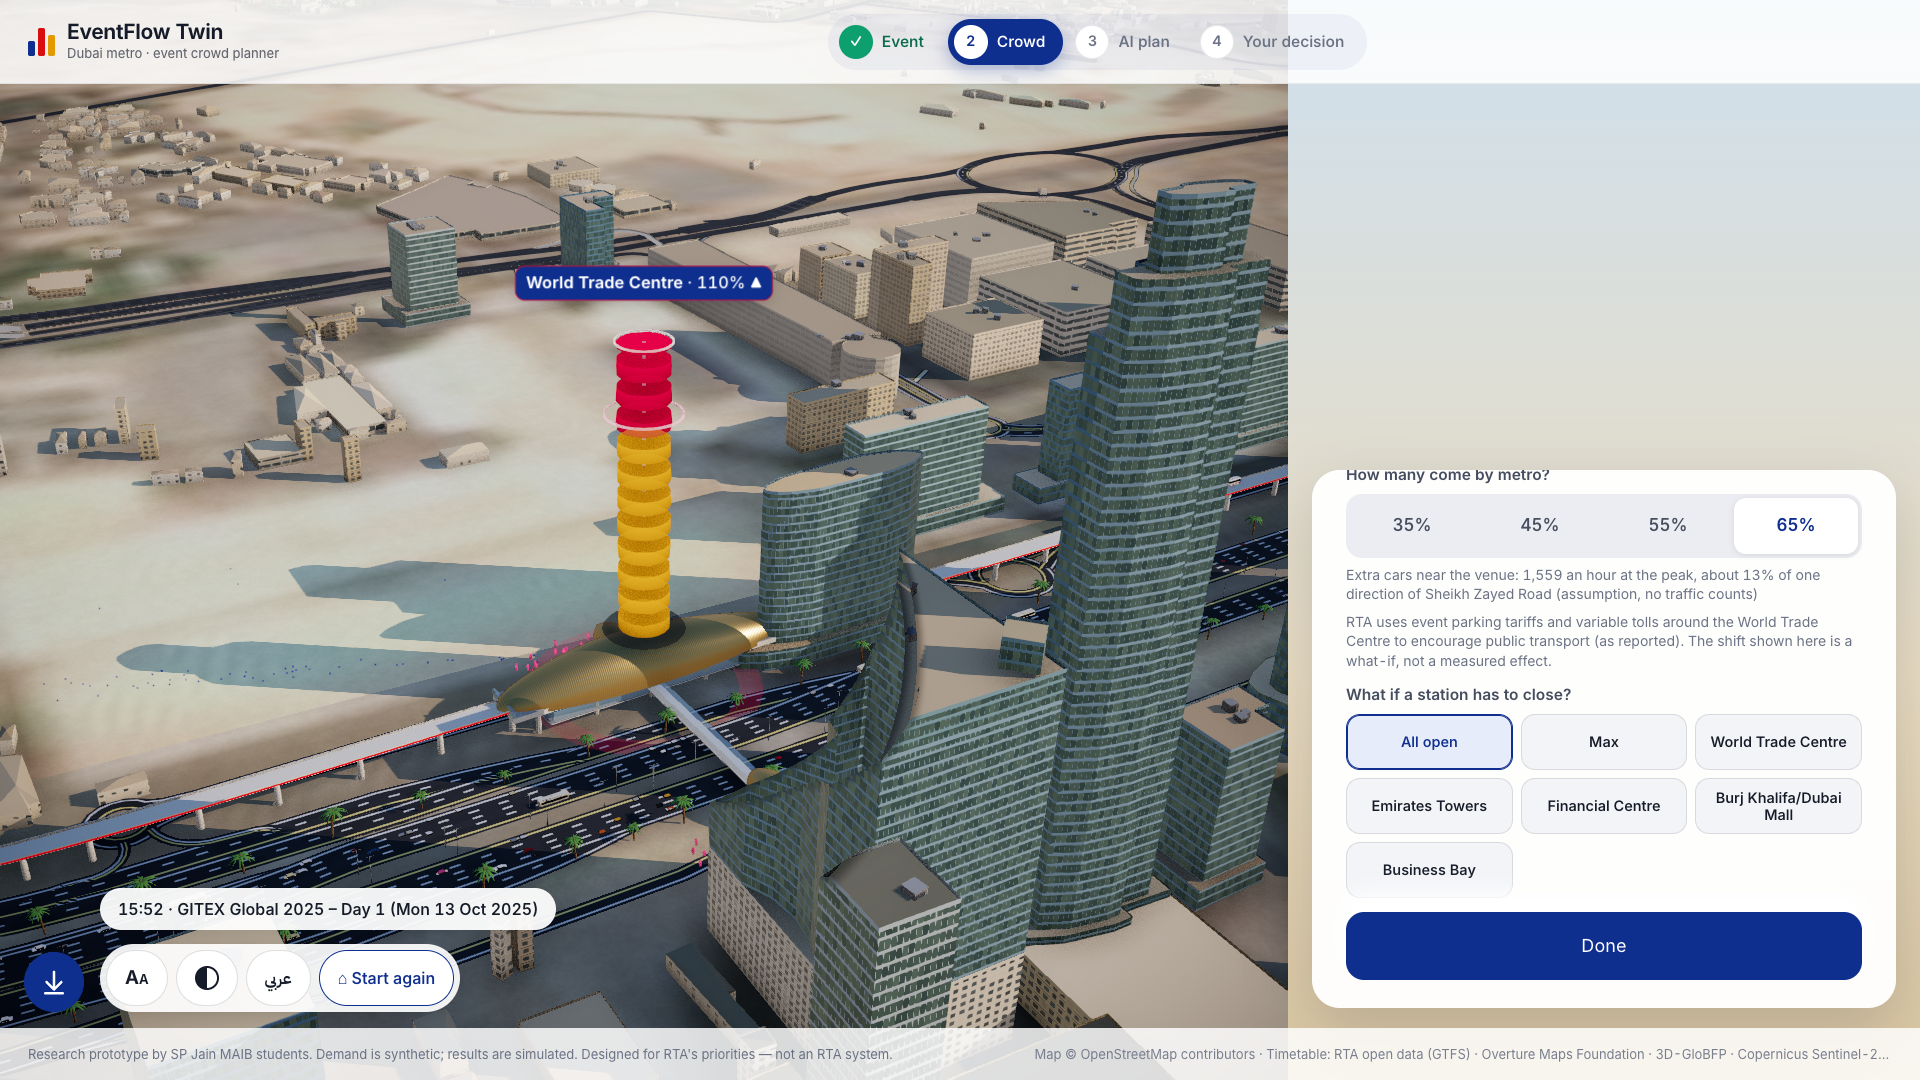 EventFlow Twin
Dubai metro · event crowd planner
Event
2 Crowd
3 AI plan
4 Your decision
World Trade Centre · 110% ▲
How many come by metro?
35% 45% 55% 65%
Extra cars near the venue: 1,559 an hour at the peak, about 13% of one
direction of Sheikh Zayed Road (assumption, no traffic counts)
RTA uses event parking tariffs and variable tolls around the World Trade
Centre to encourage public transport (as reported). The shift shown here is a
what-if, not a measured effect.
What if a station has to close?
All open
Max
World Trade Centre
Emirates Towers
Financial Centre
Burj Khalifa/Dubai
Mall
Business Bay
Done
15:52 · GITEX Global 2025 – Day 1 (Mon 13 Oct 2025)
AA
عربي
⌂ Start again
Research prototype by SP Jain MAIB students. Demand is synthetic; results are simulated. Designed for RTA's priorities — not an RTA system.
Map © OpenStreetMap contributors · Timetable: RTA open data (GTFS) · Overture Maps Foundation · 3D-GloBFP · Copernicus Sentinel-2...